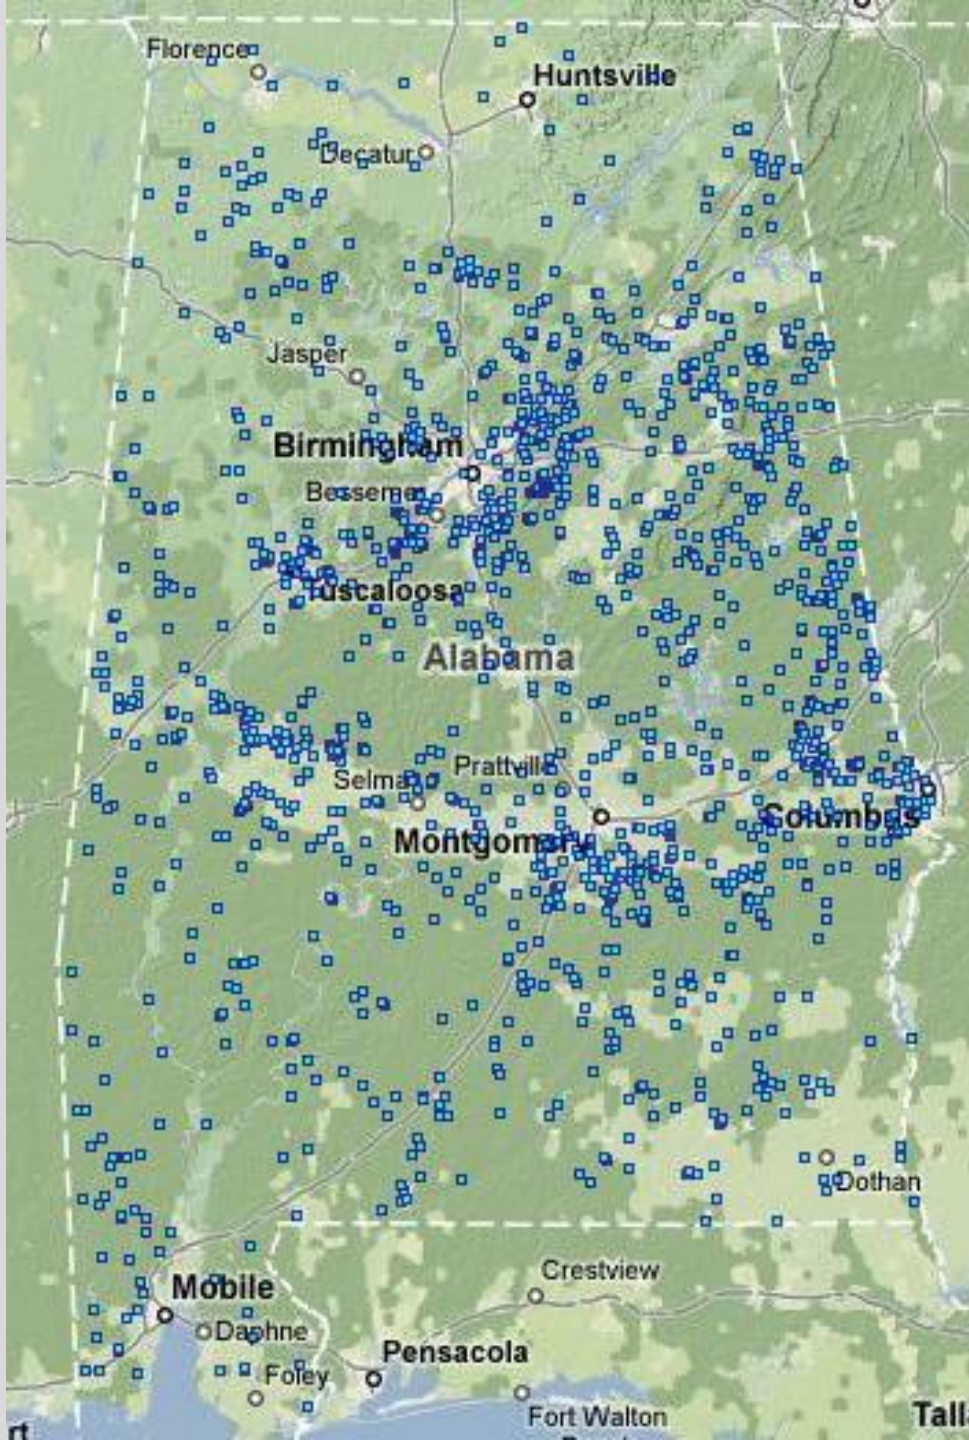 Florence
Huntsville
Decatur
Jasper
Birmingham
Bessemer
Tuscaloosa
Alabama
Selma
Prattville
Montgomery
Columbus
Dothan
Crestview
Mobile
Daphne
Pensacola
Foley
Fort Walton
Tall
rt